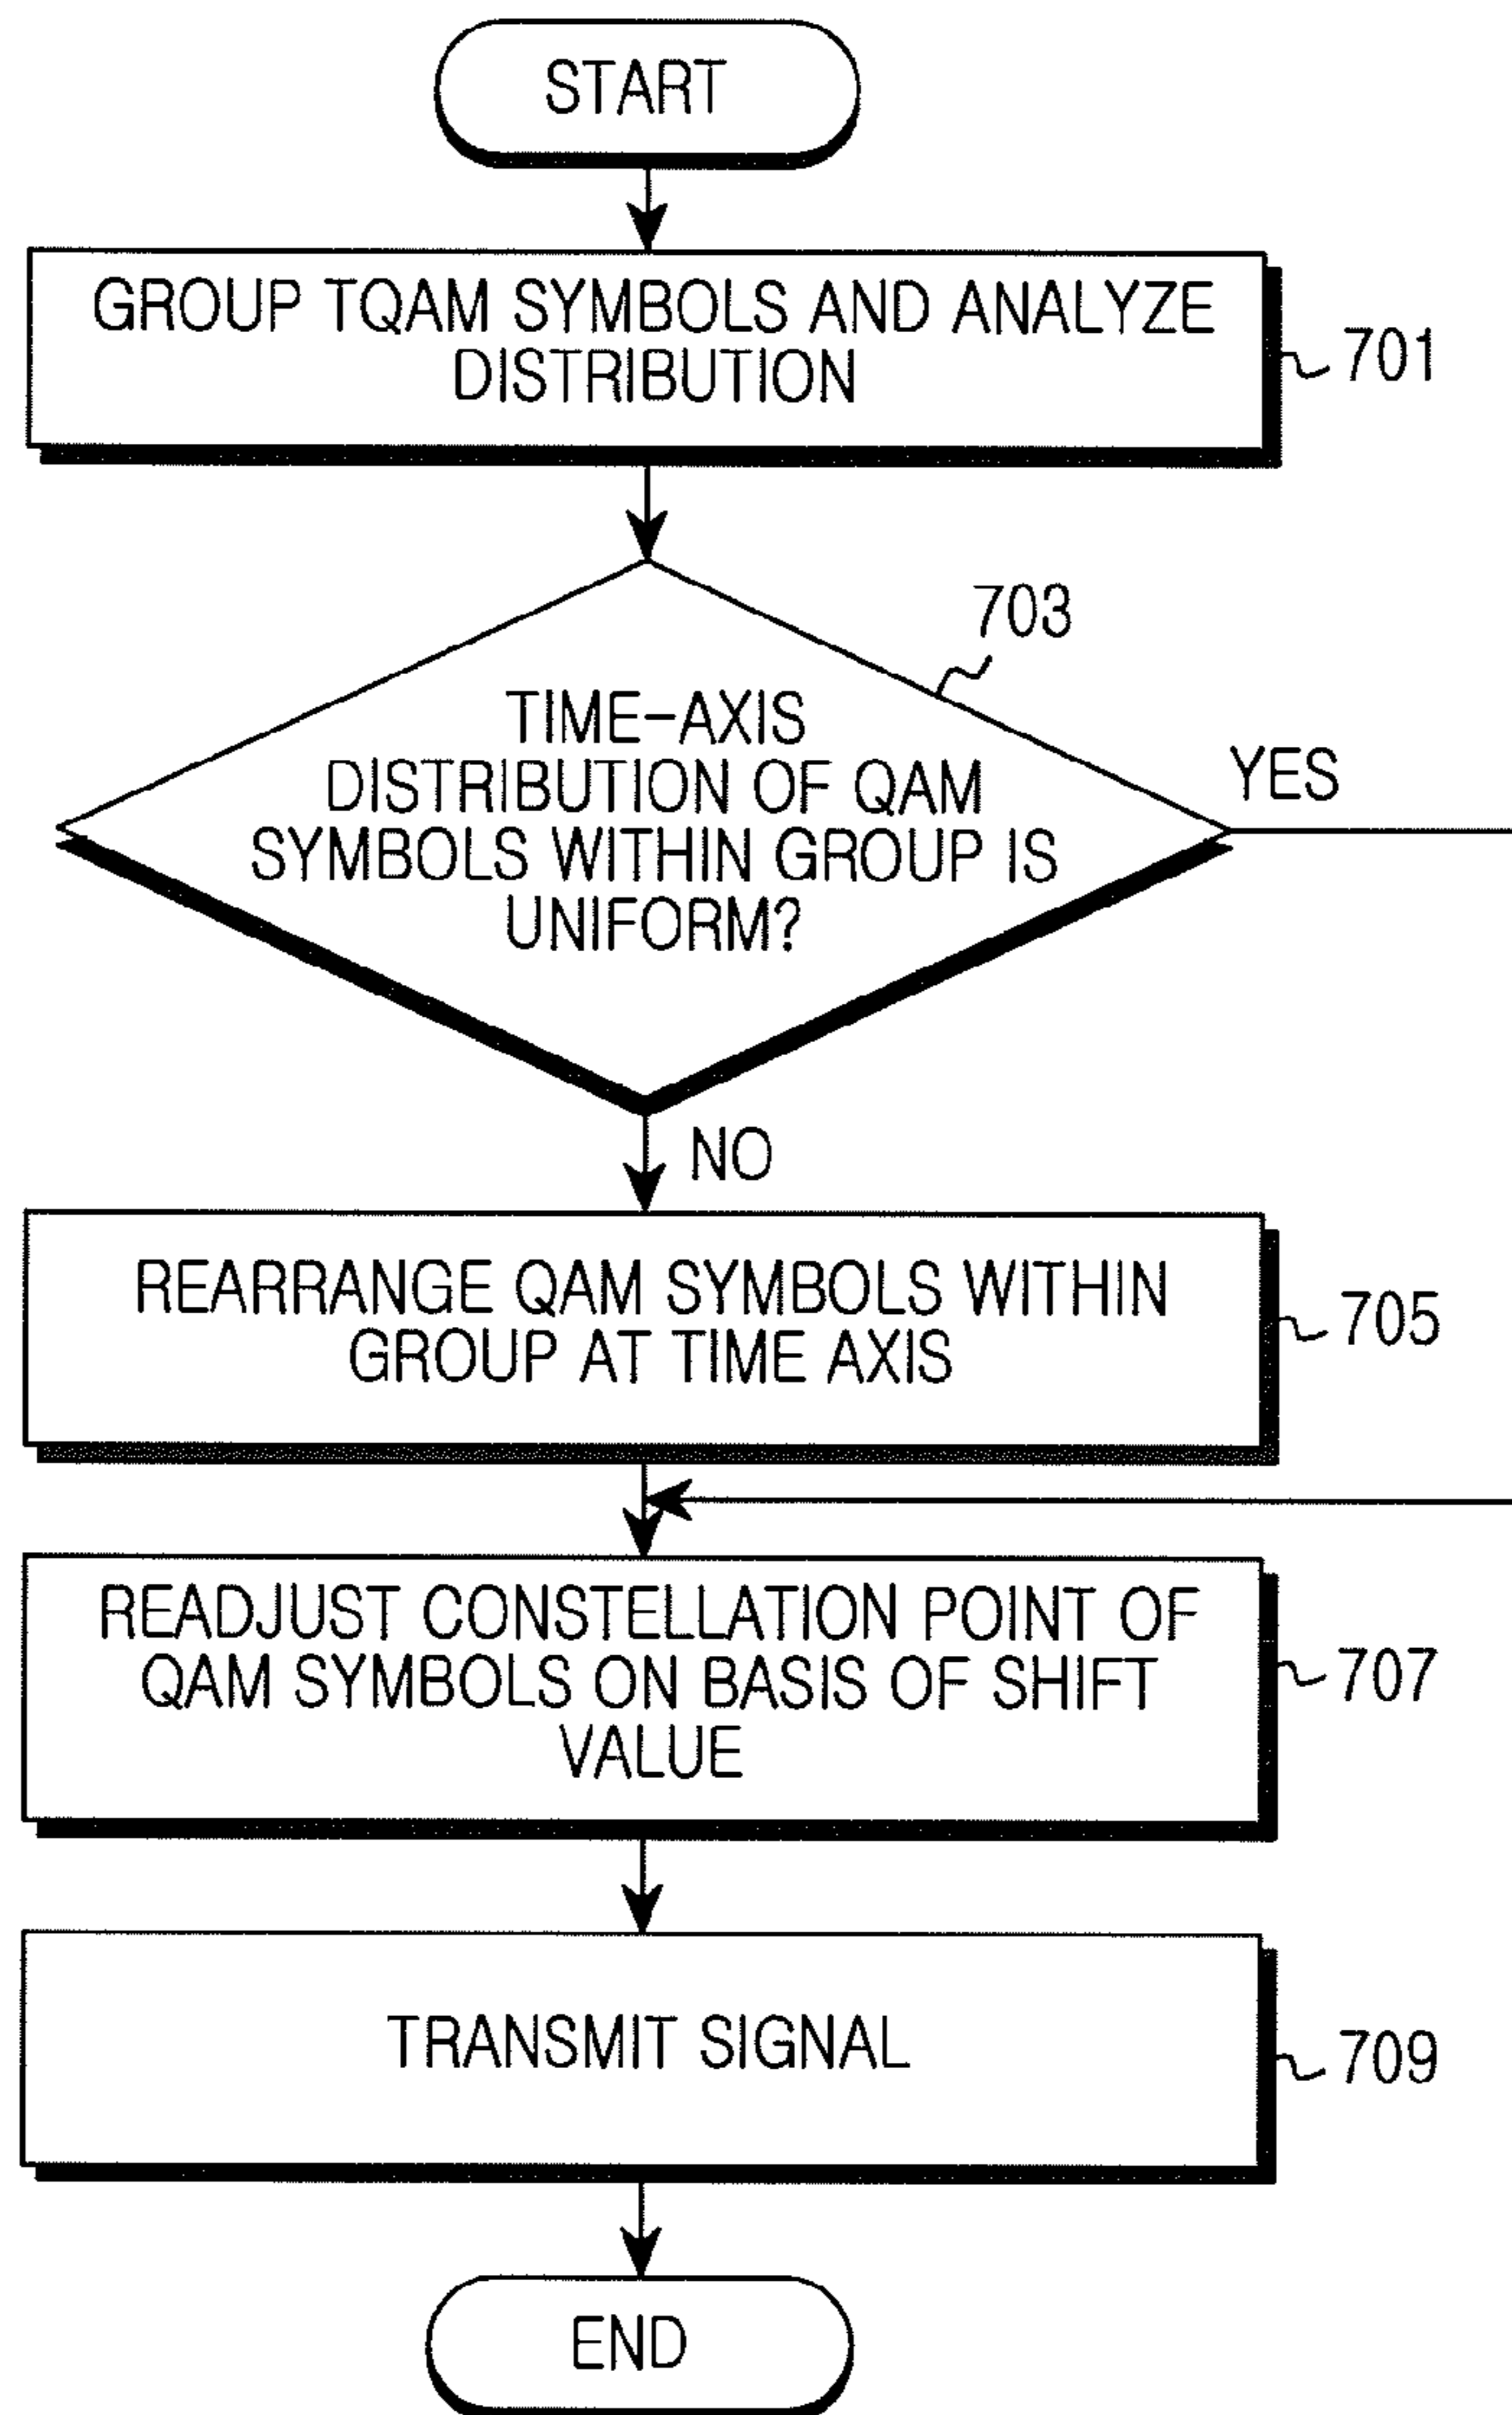 START
GROUP TQAM SYMBOLS AND ANALYZE
DISTRIBUTION
701
703
TIME-AXIS
DISTRIBUTION OF QAM
SYMBOLS WITHIN GROUP IS
UNIFORM?
YES
NO
REARRANGE QAM SYMBOLS WITHIN
GROUP AT TIME AXIS
705
READJUST CONSTELLATION POINT OF
QAM SYMBOLS ON BASIS OF SHIFT
VALUE
707
TRANSMIT SIGNAL
709
END